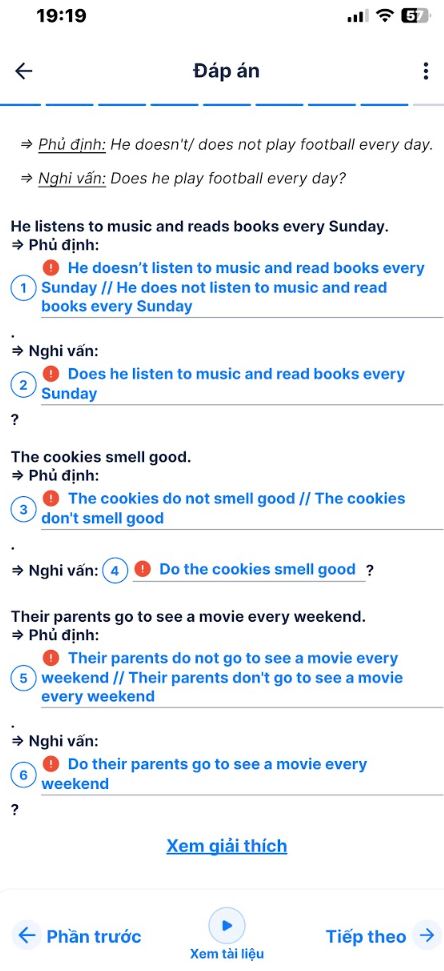 19:19
57
Đáp án
⇒ Phủ định: He doesn't/ does not play football every day.
⇒ Nghi vấn: Does he play football every day?
He listens to music and reads books every Sunday.
⇒ Phủ định:
He doesn't listen to music and read books every
1 Sunday // He does not listen to music and read
books every Sunday
.
⇒ Nghi vấn:
Does he listen to music and read books every
2 Sunday
?
The cookies smell good.
⇒ Phủ định:
The cookies do not smell good // The cookies
3 don't smell good
.
⇒ Nghi vấn: 4 Do the cookies smell good ?
Their parents go to see a movie every weekend.
⇒ Phủ định:
Their parents do not go to see a movie every
5 weekend // Their parents don't go to see a movie
every weekend
.
⇒ Nghi vấn:
Do their parents go to see a movie every
6 weekend
?
Xem giải thích
← Phần trước
Xem tài liệu
Tiếp theo →